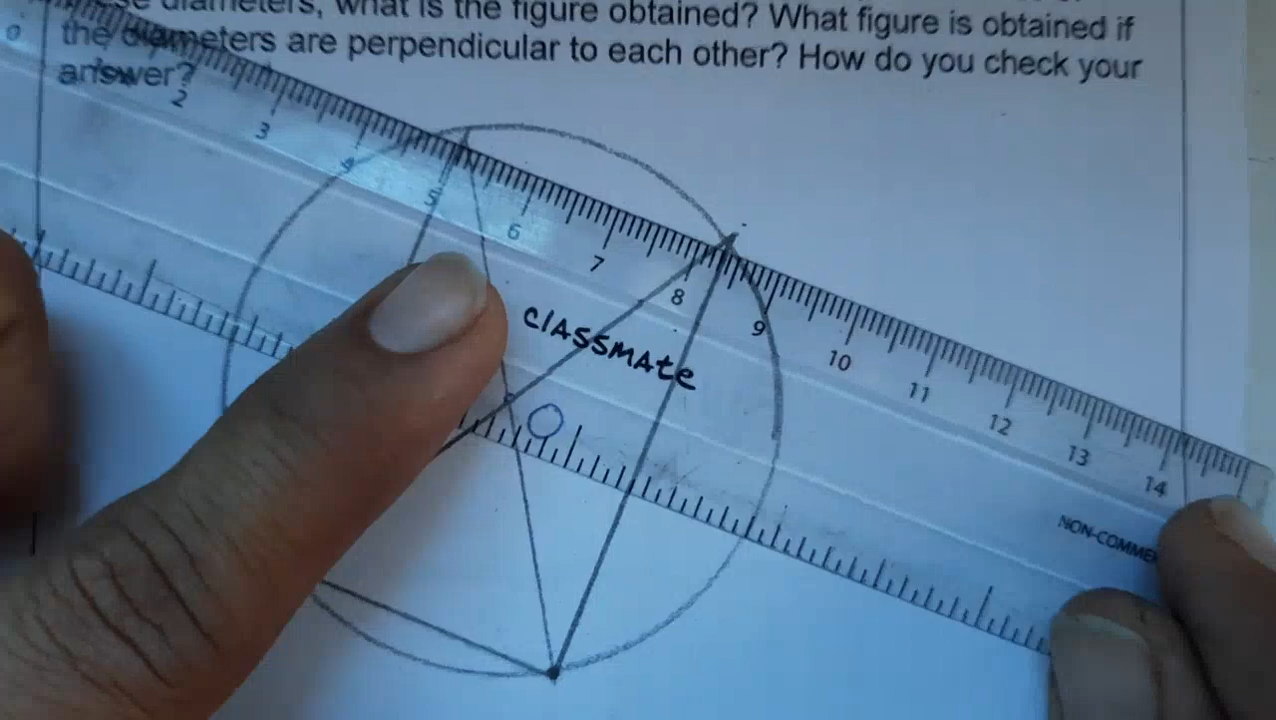 diameters, what is the figure obtained? What figure is obtained if
the diameters are perpendicular to each other? How do you check your
answer?
0 2 3 4 5 6 7 8 9 10 11 12 13 14
classmate
O
NON-COMME